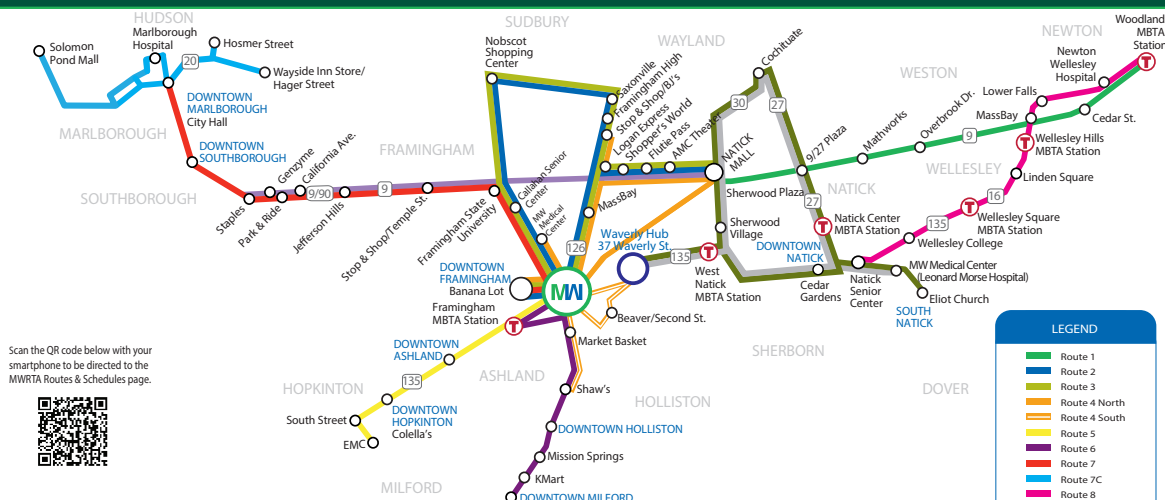 HUDSON
SUDBURY
WAYLAND
WESTON
NEWTON
MARLBOROUGH
SOUTHBOROUGH
FRAMINGHAM
NATICK
WELLESLEY
ASHLAND
HOPKINTON
HOLLISTON
SHERBORN
DOVER
MILFORD
Solomon
Pond Mall
Marlborough
Hospital
Hosmer Street
20
Wayside Inn Store/
Hager Street
DOWNTOWN
MARLBOROUGH
City Hall
DOWNTOWN
SOUTHBOROUGH
Staples
Genzyme
Park & Ride
California Ave.
9/90
Jefferson Hills
9
Stop & Shop/Temple St.
Framingham State
University
Nobscot
Shopping
Center
Callahan Senior
Center
MW
Medical
Center
Saxonville
Framingham High
Stop & Shop/BJ's
Logan Express
Shopper's World
Flutie Pass
AMC Theater
MassBay
126
NATICK
MALL
30
27
Cochituate
Sherwood Plaza
9/27 Plaza
Mathworks
Overbrook Dr.
9
MassBay
Lower Falls
Newton
Wellesley
Hospital
Woodland
MBTA
Station
T
Cedar St.
T
Wellesley Hills
MBTA Station
Linden Square
16
T
Wellesley Square
MBTA Station
135
Wellesley College
27
T
Natick Center
MBTA Station
Sherwood
Village
DOWNTOWN
NATICK
Waverly Hub
37 Waverly St.
135
T
West
Natick
MBTA Station
Cedar
Gardens
Natick
Senior
Center
MW Medical Center
(Leonard Morse Hospital)
Eliot Church
SOUTH
NATICK
DOWNTOWN
FRAMINGHAM
Banana Lot
MW
Framingham
MBTA Station
T
Beaver/Second St.
Market Basket
Shaw's
DOWNTOWN HOLLISTON
Mission Springs
KMart
DOWNTOWN MILFORD
DOWNTOWN
ASHLAND
135
DOWNTOWN
HOPKINTON
Colella's
South Street
EMC
Scan the QR code below with your
smartphone to be directed to the
MWRTA Routes & Schedules page.
LEGEND
Route 1
Route 2
Route 3
Route 4 North
Route 4 South
Route 5
Route 6
Route 7
Route 7C
Route 8